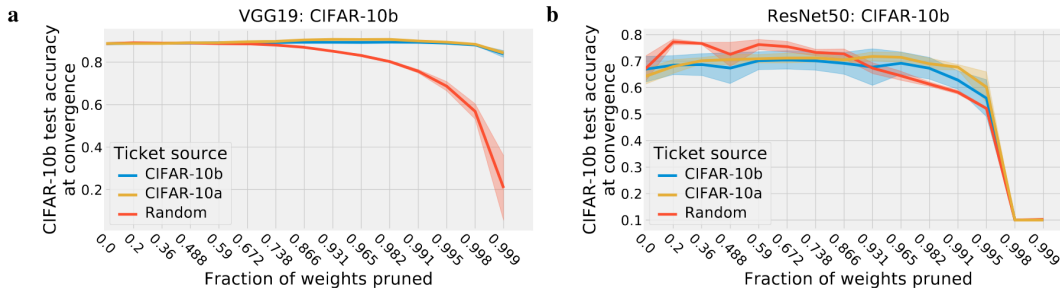 a
VGG19: CIFAR-10b
CIFAR-10b test accuracy
at convergence
0.8
0.6
0.4
0.2
Ticket source
CIFAR-10b
CIFAR-10a
Random
0.0 0.2 0.36 0.488 0.59 0.672 0.738 0.866 0.931 0.965 0.982 0.991 0.995 0.998 0.999
Fraction of weights pruned
b
ResNet50: CIFAR-10b
CIFAR-10b test accuracy
at convergence
0.8
0.7
0.6
0.5
0.4
0.3
0.2
0.1
Ticket source
CIFAR-10b
CIFAR-10a
Random
0.0 0.2 0.36 0.488 0.59 0.672 0.738 0.866 0.931 0.965 0.982 0.991 0.995 0.998 0.999
Fraction of weights pruned